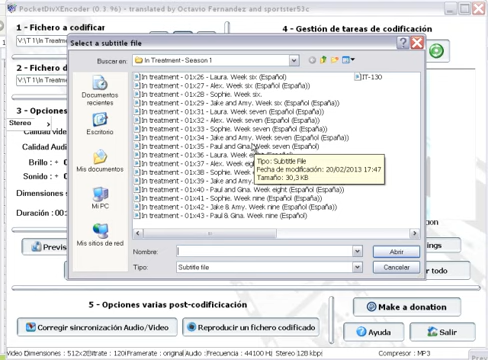 PocketDivXEncoder (0.3.96) - translated by Octavio Fernandez and sportster53c
1 - Fichero a codificar
4 - Gestión de tareas de codificación
V:\T 1\In Treatm
Select a subtitle file
Buscar en:
In Treatment - Season 1
2 - Fichero d
V:\T 1\In Treatm
3 - Opciones
Stereo
Calidad video
Calidad Audi
Brillo : +
Sonido : +
Dimensiones
Duración : 00:
Documentos recientes
Escritorio
Mis documentos
Mi PC
Mis sitios de red
In treatment - 01x26 - Laura. Week six (Español)
In treatment - 01x27 - Alex. Week six (Español (España))
In treatment - 01x28 - Sophie. Week six.
In treatment - 01x29 - Jake and Amy. Week six (Español (España))
In treatment - 01x31 - Laura. Week seven (Español (España))
In treatment - 01x32 - Alex. Week seven (Español (España))
In treatment - 01x33 - Sophie. Week seven (Español (España))
In treatment - 01x34 - Jake and Amy. Week seven (Español (España))
In treatment - 01x35 - Paul and Gina. Week seven (Español)
In treatment - 01x36 - Laura. Week
In treatment - 01x37 - Alex. Week eig
In treatment - 01x38 - Sophie. Week
In treatment - 01x39 - Jake and Amy
In treatment - 01x40 - Paul and Gina. Week eight (Español (España))
In treatment - 01x41 - Sophie. Week nine (Español (España))
In treatment - 01x42 - Jake & Amy. Week nine (Español (España))
In treatment - 01x43 - Paul & Gina. Week nine (Español)
IT-130
Tipo: Subtitle File
Fecha de modificación: 20/02/2013 17:47
Tamaño: 30,3 KB
Nombre:
Abrir
Tipo:
Subtitle file
Cancelar
Previs
ings
r todo
5 - Opciones varias post-codificicación
Make a donation
Corregir sincronización Audio/Video
Reproducir un fichero codificado
Ayuda
Salir
Video Dimensiones : 512x2Bitrate : 120(Framerate : original Audio :Frecuencia : 44100 Hz Stereo 128 kbp(
Compresor : MP3